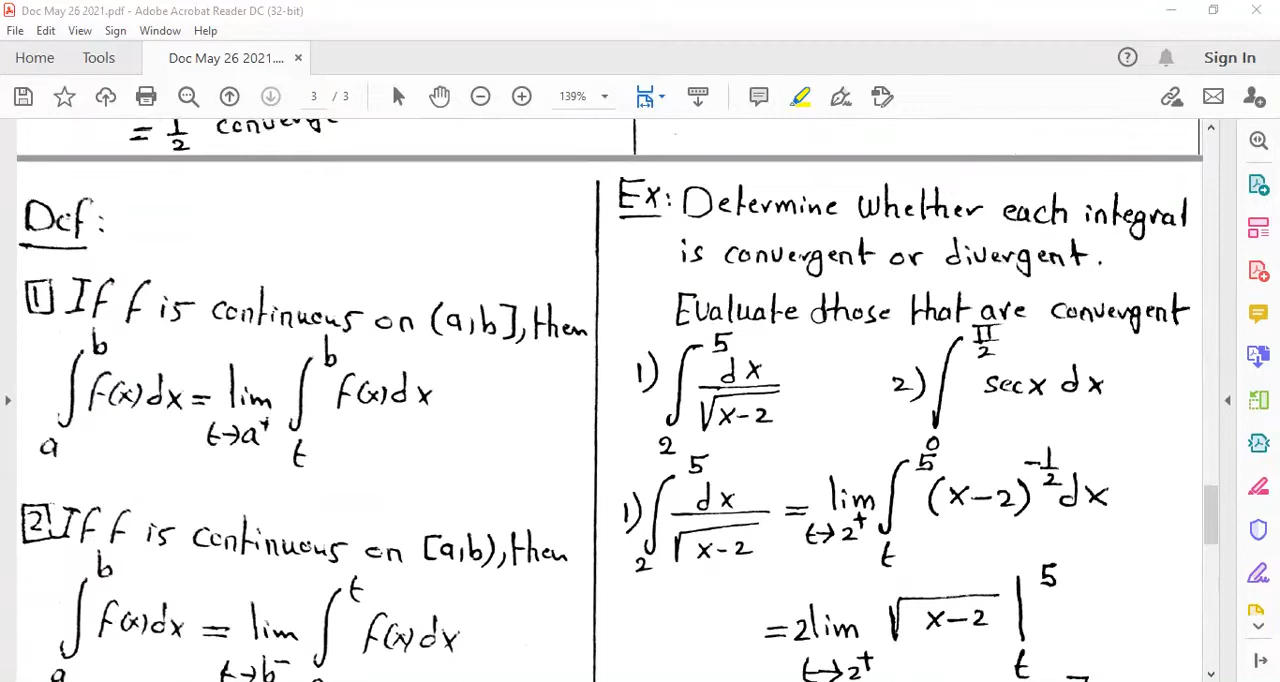 Doc May 26 2021.pdf - Adobe Acrobat Reader DC (32-bit)
File Edit View Sign Window Help
Home Tools Doc May 26 2021.... × Sign In
3 / 3 139%
= 1/2 converge
Def:
1 If f is continuous on (a,b], then
∫_a^b f(x)dx = lim_{t→a⁺} ∫_t^b f(x)dx
2 If f is continuous on [a,b), then
∫_a^b f(x)dx = lim_{t→b⁻} ∫^t f(x)dx
Ex: Determine whether each integral
is convergent or divergent.
Evaluate those that are convergent
1) ∫_2^5 dx/√(x-2) 2) ∫_0^{π/2} sec x dx
1) ∫_2^5 dx/√(x-2) = lim_{t→2⁺} ∫_t^5 (x-2)^{-1/2} dx
= 2 lim_{t→2⁺} √(x-2) |_t^5